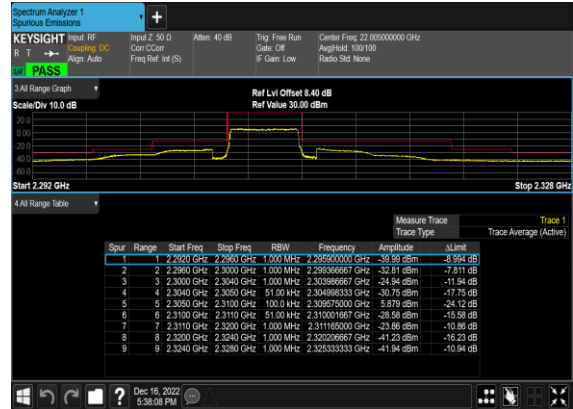 Spectrum Analyzer 1
Spurious Emissions
KEYSIGHT Input: RF Input Z: 50 Ω Atten: 40 dB Trig: Free Run Center Freq: 22.005000000 GHz
R T Coupling: DC Corr CCorr Gate: Off Avg|Hold: 100/100
Align: Auto Freq Ref: Int (S) IF Gain: Low Radio Std: None
PASS
3 All Range Graph
Ref Lvl Offset 8.40 dB
Scale/Div 10.0 dB Ref Value 30.00 dBm
20.0
0.00
-20.0
-40.0
-60.0
Start 2.292 GHz Stop 2.328 GHz
4 All Range Table
Measure Trace Trace 1
Trace Type Trace Average (Active)
Spur Range Start Freq Stop Freq RBW Frequency Amplitude ΔLimit
1 1 2.2920 GHz 2.2960 GHz 1.000 MHz 2.295900000 GHz -39.99 dBm -8.994 dB
2 2 2.2960 GHz 2.3000 GHz 1.000 MHz 2.299366667 GHz -32.81 dBm -7.811 dB
3 3 2.3000 GHz 2.3040 GHz 1.000 MHz 2.303986667 GHz -24.94 dBm -11.94 dB
4 4 2.3040 GHz 2.3050 GHz 51.00 kHz 2.304998333 GHz -30.75 dBm -17.75 dB
5 5 2.3050 GHz 2.3100 GHz 100.0 kHz 2.309575000 GHz 5.879 dBm -24.12 dB
6 6 2.3100 GHz 2.3110 GHz 51.00 kHz 2.310001667 GHz -28.58 dBm -15.58 dB
7 7 2.3110 GHz 2.3200 GHz 1.000 MHz 2.311165000 GHz -23.86 dBm -10.86 dB
8 8 2.3200 GHz 2.3240 GHz 1.000 MHz 2.320206667 GHz -41.23 dBm -16.23 dB
9 9 2.3240 GHz 2.3280 GHz 1.000 MHz 2.325333333 GHz -41.94 dBm -10.94 dB
Dec 16, 2022
5:38:08 PM